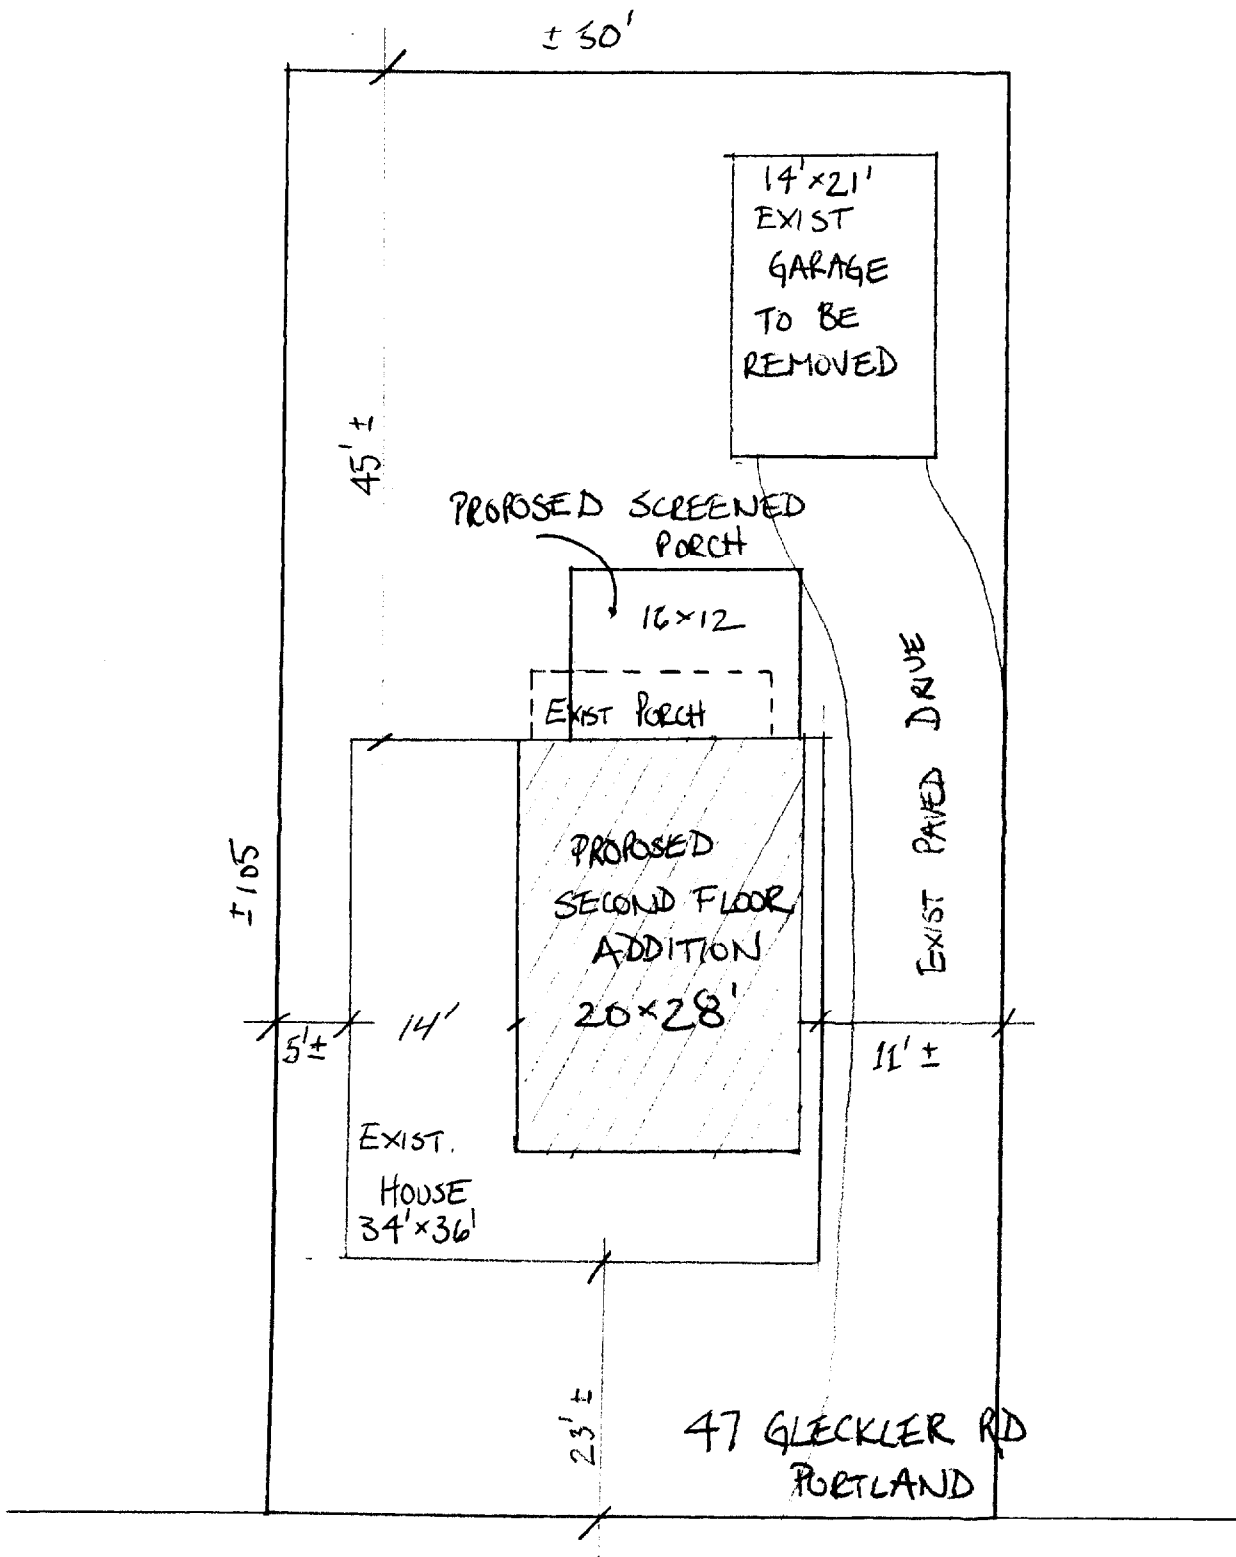 ± 50'
14'×21'
EXIST
GARAGE
TO BE
REMOVED
45' ±
PROPOSED SCREENED
PORCH
16×12
EXIST PORCH
EXIST PAVED DRIVE
±105
PROPOSED
SECOND FLOOR
ADDITION
20×28'
5'±
14'
11' ±
EXIST.
HOUSE
34'×36'
23' ±
47 GLECKLER RD
PORTLAND